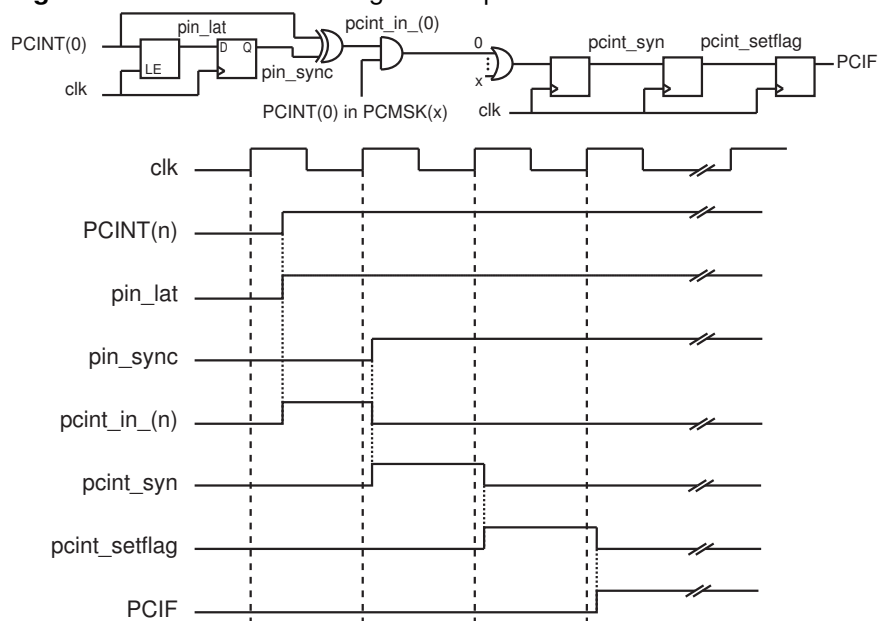 PCINT(0)
pin_lat
pcint_in_(0)
D Q
LE
pin_sync
clk
PCINT(0) in PCMSK(x)
0
x
clk
pcint_syn
pcint_setflag
PCIF
clk
PCINT(n)
pin_lat
pin_sync
pcint_in_(n)
pcint_syn
pcint_setflag
PCIF